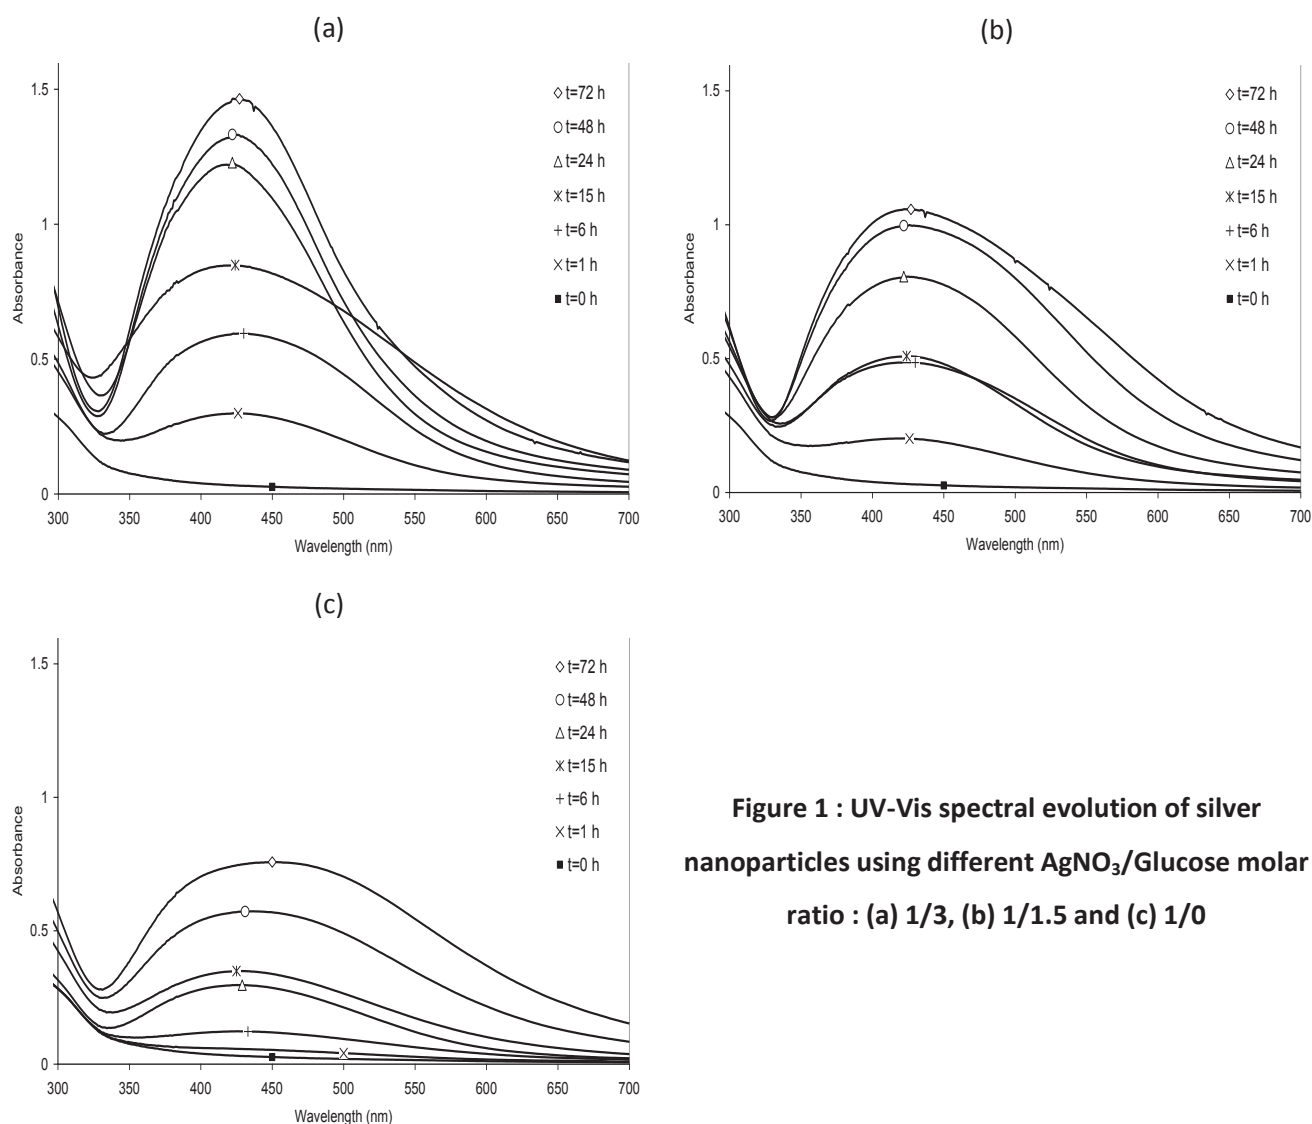 (a)
1.5
1
0.5
0
Absorbance
300 350 400 450 500 550 600 650 700
Wavelength (nm)
t=72 h
t=48 h
t=24 h
t=15 h
t=6 h
t=1 h
t=0 h
(b)
1.5
1
0.5
0
Absorbance
300 350 400 450 500 550 600 650 700
Wavelength (nm)
t=72 h
t=48 h
t=24 h
t=15 h
t=6 h
t=1 h
t=0 h
(c)
1.5
1
0.5
0
Absorbance
300 350 400 450 500 550 600 650 700
Wavelength (nm)
t=72 h
t=48 h
t=24 h
t=15 h
t=6 h
t=1 h
t=0 h
Figure 1 : UV-Vis spectral evolution of silver
nanoparticles using different AgNO₃/Glucose molar
ratio : (a) 1/3, (b) 1/1.5 and (c) 1/0